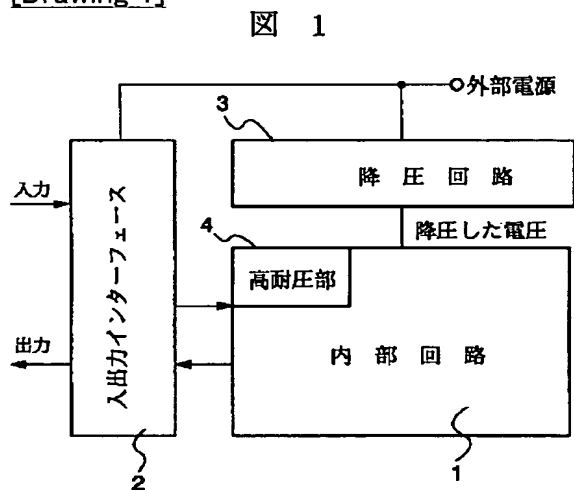 [Drawing 1]
図 1
外部電源
3
降圧回路
入力
4
降圧した電圧
高耐圧部
入出力インターフェース
出力
内部回路
2
1